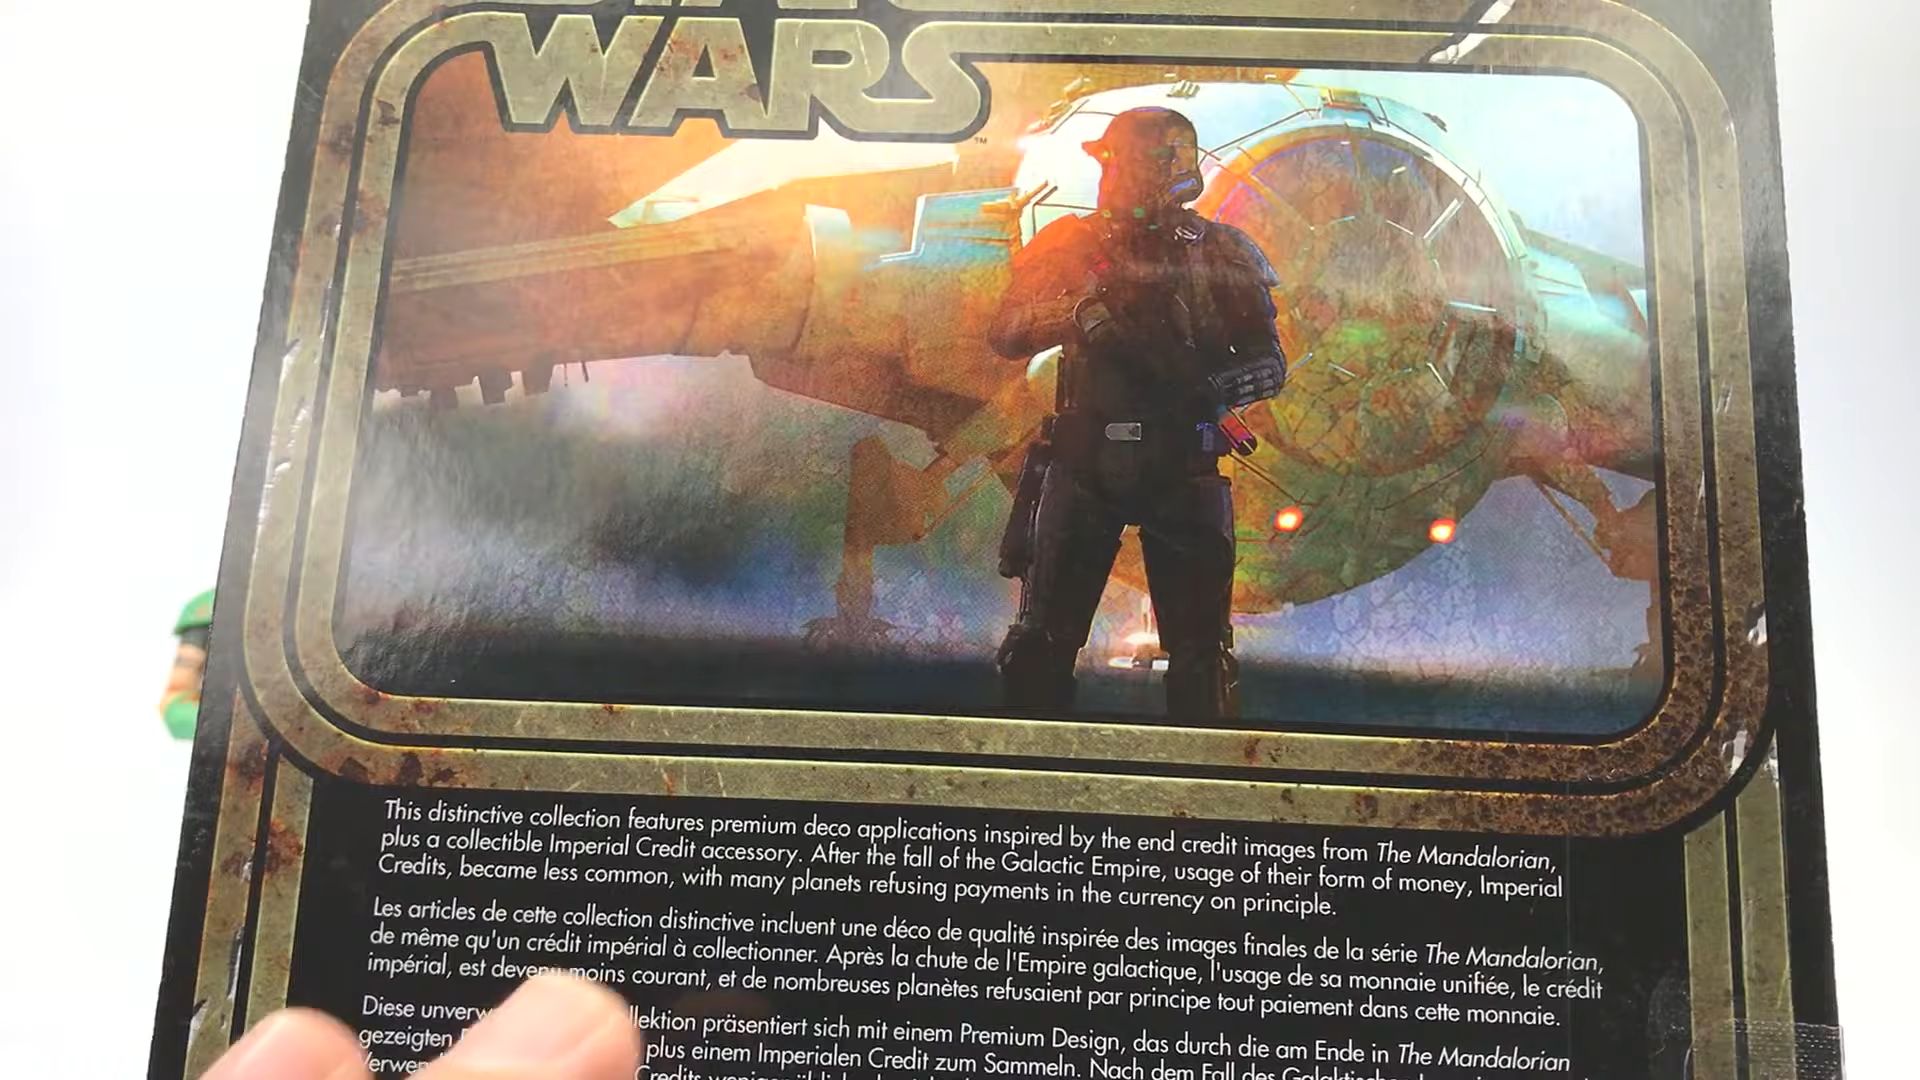 WARS
™
This distinctive collection features premium deco applications inspired by the end credit images from The Mandalorian,
plus a collectible Imperial Credit accessory. After the fall of the Galactic Empire, usage of their form of money, Imperial
Credits, became less common, with many planets refusing payments in the currency on principle.
Les articles de cette collection distinctive incluent une déco de qualité inspirée des images finales de la série The Mandalorian,
de même qu'un crédit impérial à collectionner. Après la chute de l'Empire galactique, l'usage de sa monnaie unifiée, le crédit
impérial, est devenu moins courant, et de nombreuses planètes refusaient par principe tout paiement dans cette monnaie.
Diese präsentiert sich mit einem Premium Design, das durch die am Ende in The Mandalorian
gezeigten plus einem Imperialen Credit zum Sammeln. Nach dem Fall des
Credits